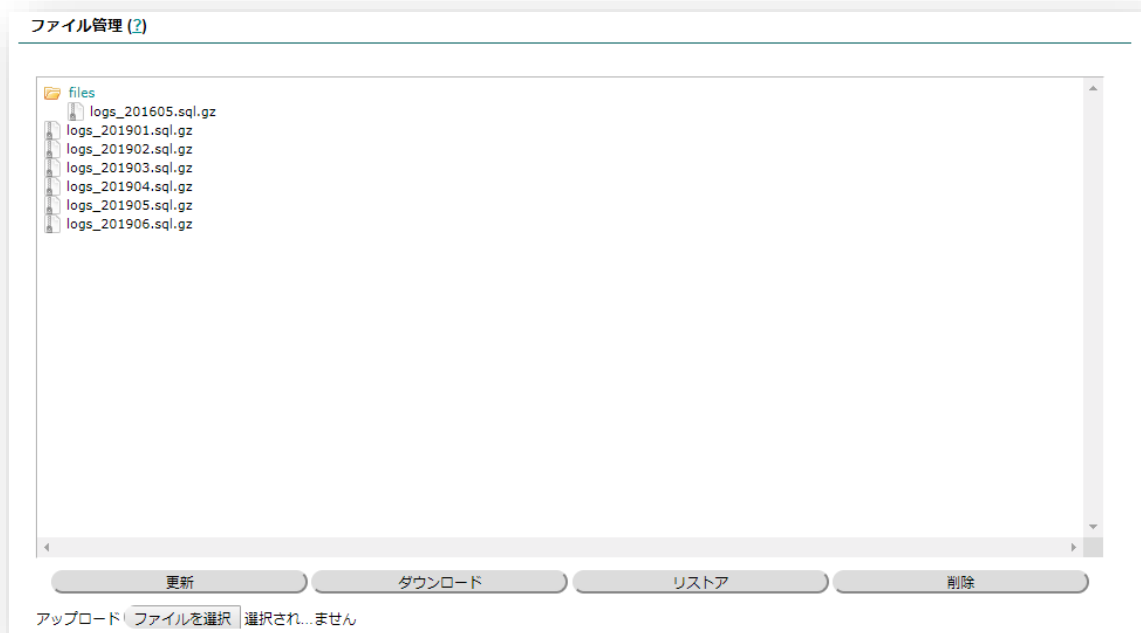 ファイル管理 (?)
files
logs_201605.sql.gz
logs_201901.sql.gz
logs_201902.sql.gz
logs_201903.sql.gz
logs_201904.sql.gz
logs_201905.sql.gz
logs_201906.sql.gz
更新 ダウンロード リストア 削除
アップロード ファイルを選択 選択され...ません